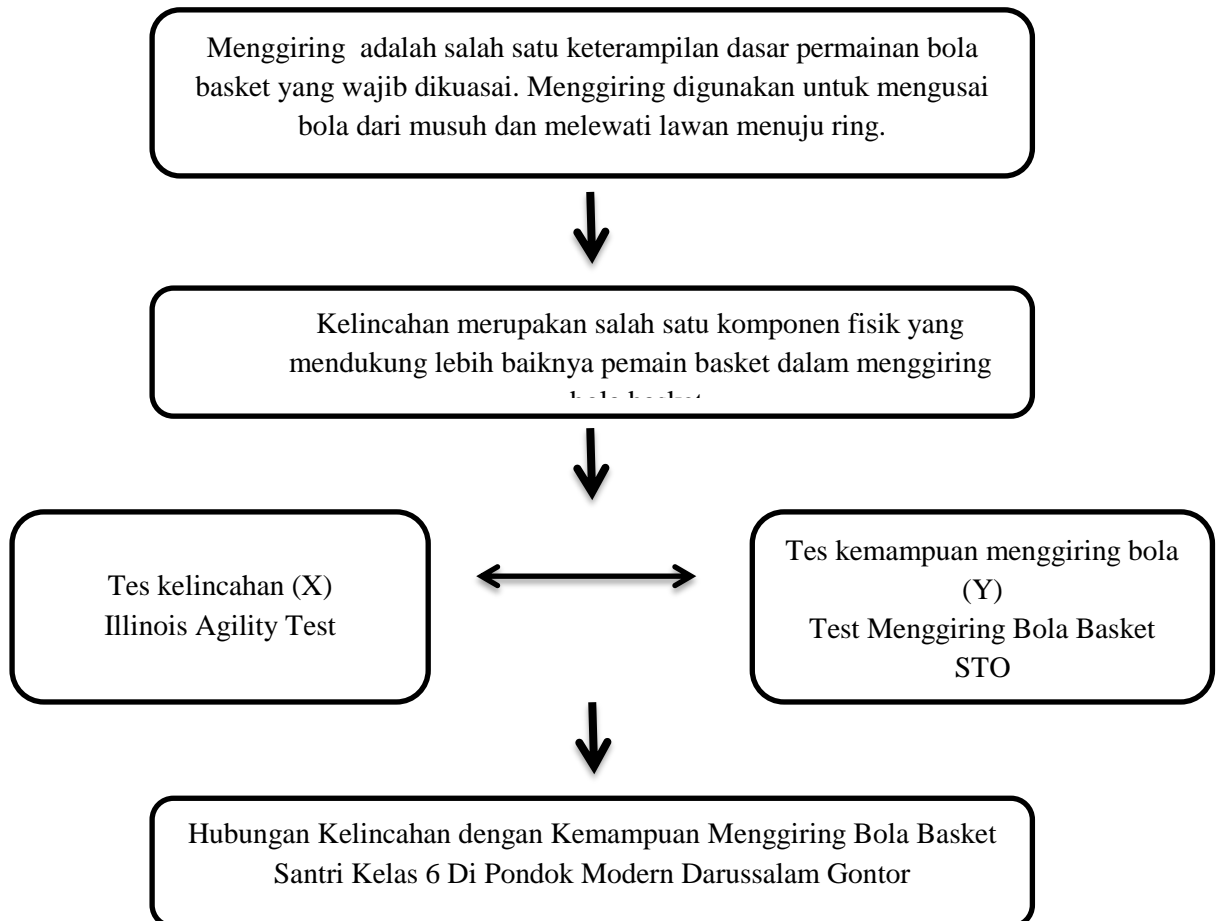 Menggiring  adalah salah satu keterampilan dasar permainan bola
basket yang wajib dikuasai. Menggiring digunakan untuk mengusai
bola dari musuh dan melewati lawan menuju ring.
Kelincahan merupakan salah satu komponen fisik yang
mendukung lebih baiknya pemain basket dalam menggiring
bola basket
Tes kelincahan (X)
Illinois Agility Test
Tes kemampuan menggiring bola
(Y)
Test Menggiring Bola Basket
STO
Hubungan Kelincahan dengan Kemampuan Menggiring Bola Basket
Santri Kelas 6 Di Pondok Modern Darussalam Gontor